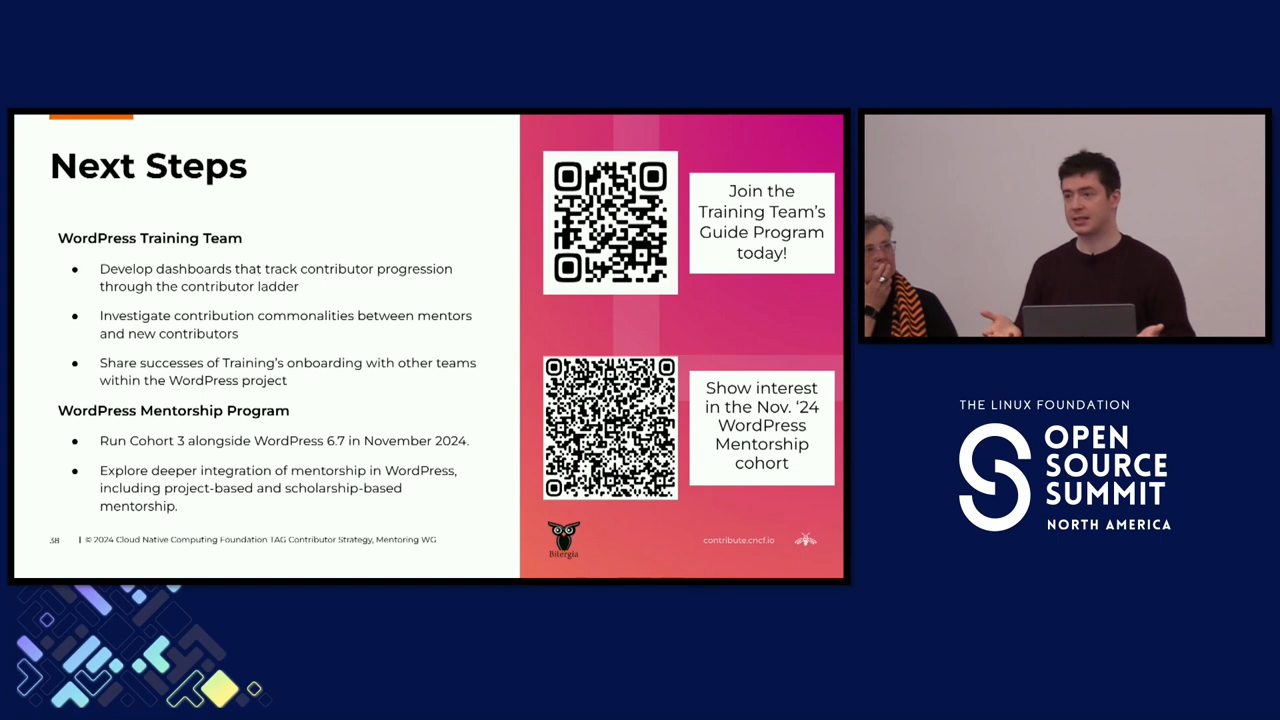 Next Steps
WordPress Training Team
● Develop dashboards that track contributor progression
through the contributor ladder
● Investigate contribution commonalities between mentors
and new contributors
● Share successes of Training's onboarding with other teams
within the WordPress project
WordPress Mentorship Program
● Run Cohort 3 alongside WordPress 6.7 in November 2024.
● Explore deeper integration of mentorship in WordPress,
including project-based and scholarship-based
mentorship.
38 | © 2024 Cloud Native Computing Foundation TAG Contributor Strategy, Mentoring WG
Join the
Training Team's
Guide Program
today!
Show interest
in the Nov. ‘24
WordPress
Mentorship
cohort
Bitergia
contribute.cncf.io
THE LINUX FOUNDATION
OPEN
SOURCE
SUMMIT
NORTH AMERICA